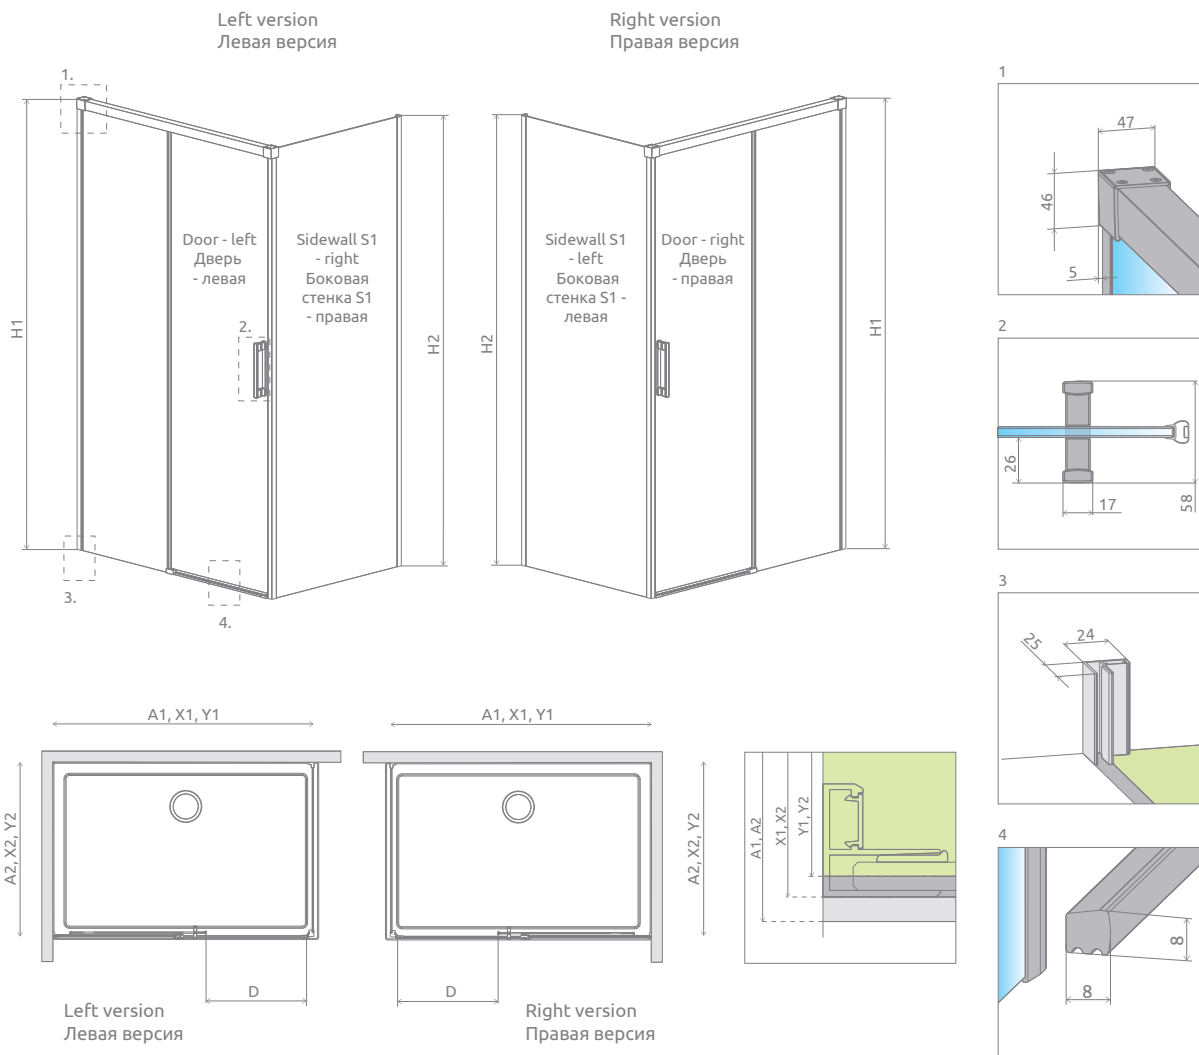 Left version
Левая версия
Right version
Правая версия
1.
H1
Door - left
Дверь
- левая
Sidewall S1
- right
Боковая
стенка S1
- правая
2.
H2
3.
4.
H2
Sidewall S1
- left
Боковая
стенка S1 -
левая
Door - right
Дверь
- правая
H1
1
47
46
5
2
26
17
58
3
25
24
4
8
8
A1, X1, Y1
A2, X2, Y2
D
Left version
Левая версия
A1, X1, Y1
A2, X2, Y2
D
Right version
Правая версия
A1, A2
X1, X2
Y1, Y2